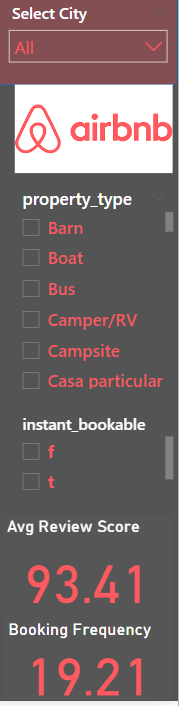 Select City
All
airbnb
property_type
Barn
Boat
Bus
Camper/RV
Campsite
Casa particular
instant_bookable
f
t
Avg Review Score
93.41
Booking Frequency
19.21